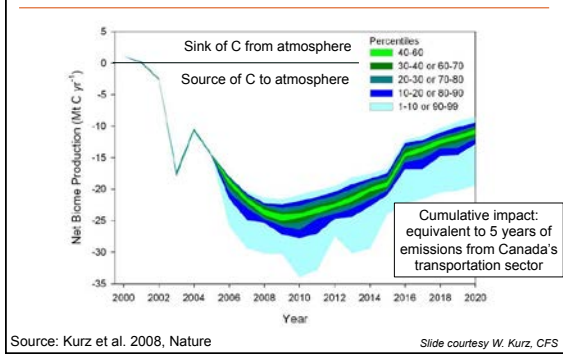 Sink of C from atmosphere
Source of C to atmosphere
Percentiles
40-60
30-40 or 60-70
20-30 or 70-80
10-20 or 80-90
1-10 or 90-99
Net Biome Production (Mt C yr⁻¹)
5
0
-5
-10
-15
-20
-25
-30
-35
Cumulative impact:
equivalent to 5 years of
emissions from Canada's
transportation sector
2000 2002 2004 2006 2008 2010 2012 2014 2016 2018 2020
Year
Source: Kurz et al. 2008, Nature
Slide courtesy W. Kurz, CFS